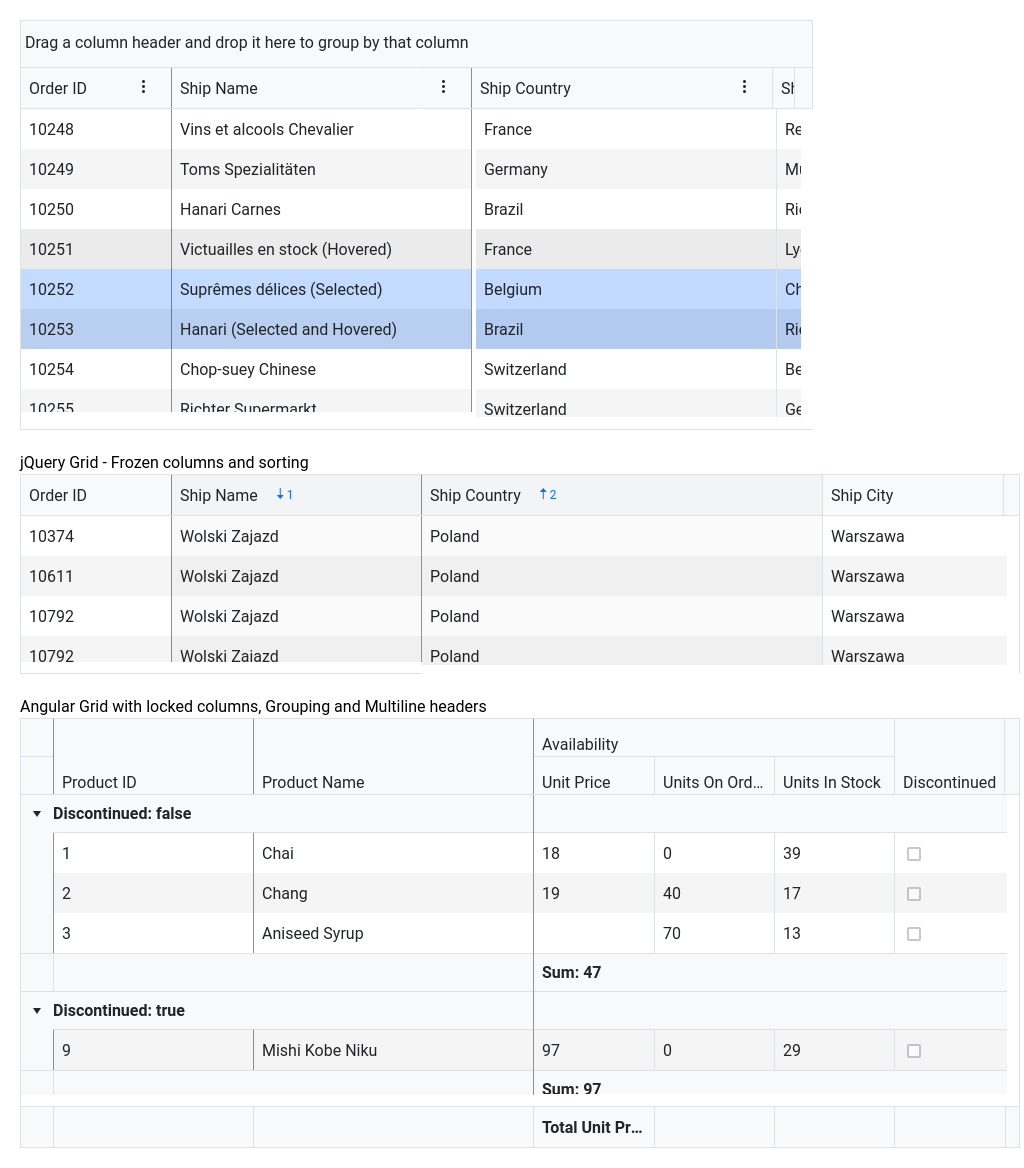 Drag a column header and drop it here to group by that column
Order ID Ship Name Ship Country Sh
10248 Vins et alcools Chevalier France Re
10249 Toms Spezialitäten Germany Mü
10250 Hanari Carnes Brazil Rio
10251 Victuailles en stock (Hovered) France Ly
10252 Suprêmes délices (Selected) Belgium Ch
10253 Hanari (Selected and Hovered) Brazil Rio
10254 Chop-suey Chinese Switzerland Be
10255 Richter Supermarkt Switzerland Ge
jQuery Grid - Frozen columns and sorting
Order ID Ship Name 1 Ship Country 2 Ship City
10374 Wolski Zajazd Poland Warszawa
10611 Wolski Zajazd Poland Warszawa
10792 Wolski Zajazd Poland Warszawa
10792 Wolski Zajazd Poland Warszawa
Angular Grid with locked columns, Grouping and Multiline headers
Availability
Product ID Product Name Unit Price Units On Ord... Units In Stock Discontinued
Discontinued: false
1 Chai 18 0 39
2 Chang 19 40 17
3 Aniseed Syrup 70 13
Sum: 47
Discontinued: true
9 Mishi Kobe Niku 97 0 29
Sum: 97
Total Unit Pr...